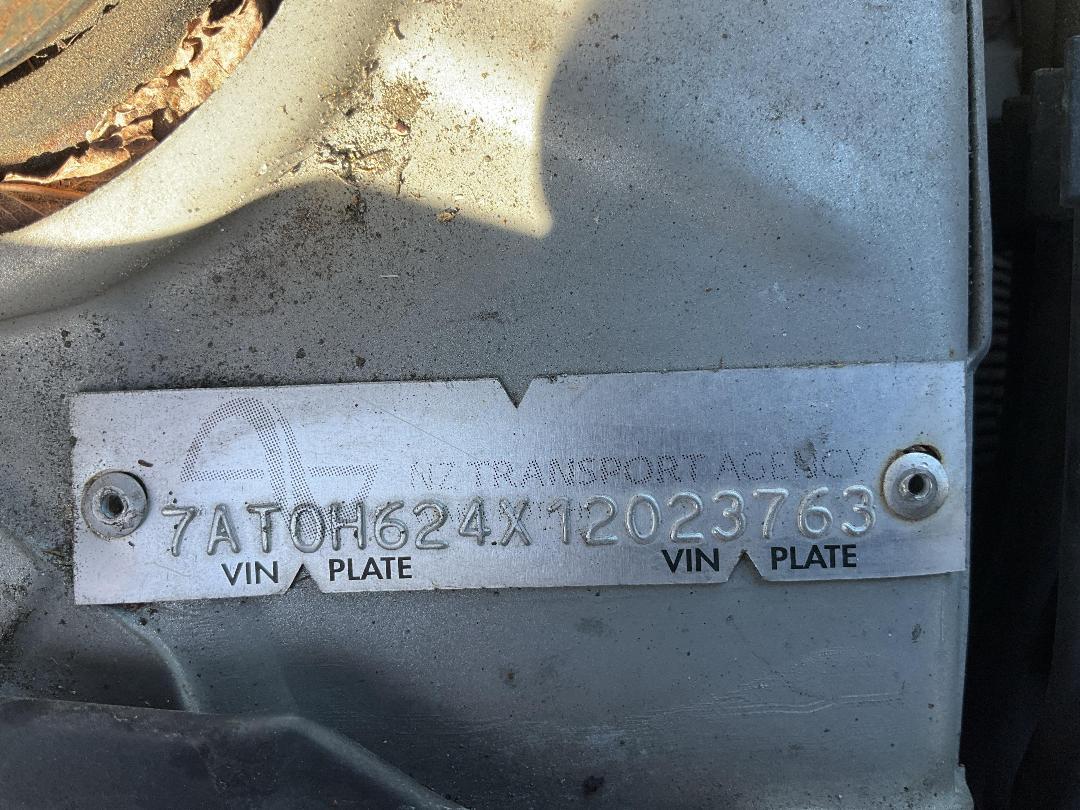 NZ TRANSPORT AGENCY
7AT0H624X12023763
VIN PLATE VIN PLATE